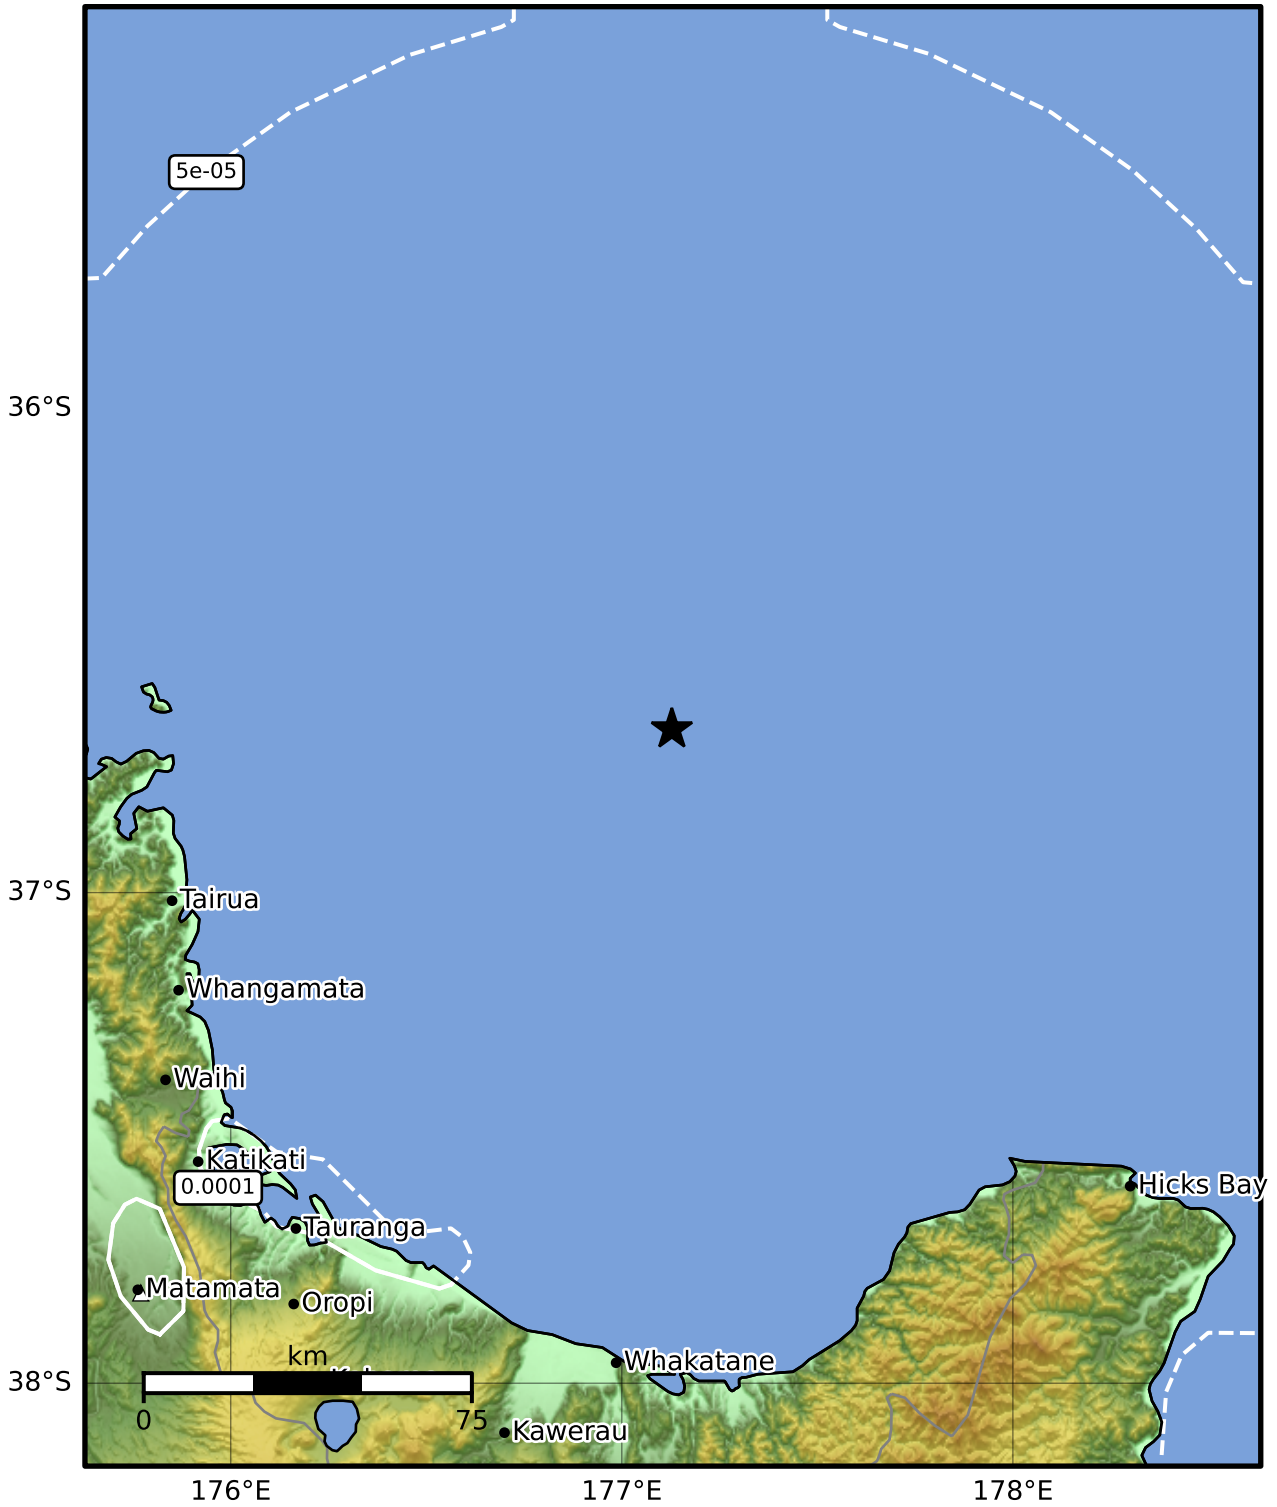 5e-05
36°S
37°S
Tairua
Whangamata
Waihi
Katikati
0.0001
Hicks Bay
Tauranga
Matamata
Oropi
km
Whakatane
38°S
0
75
Kawerau
176°E
177°E
178°E